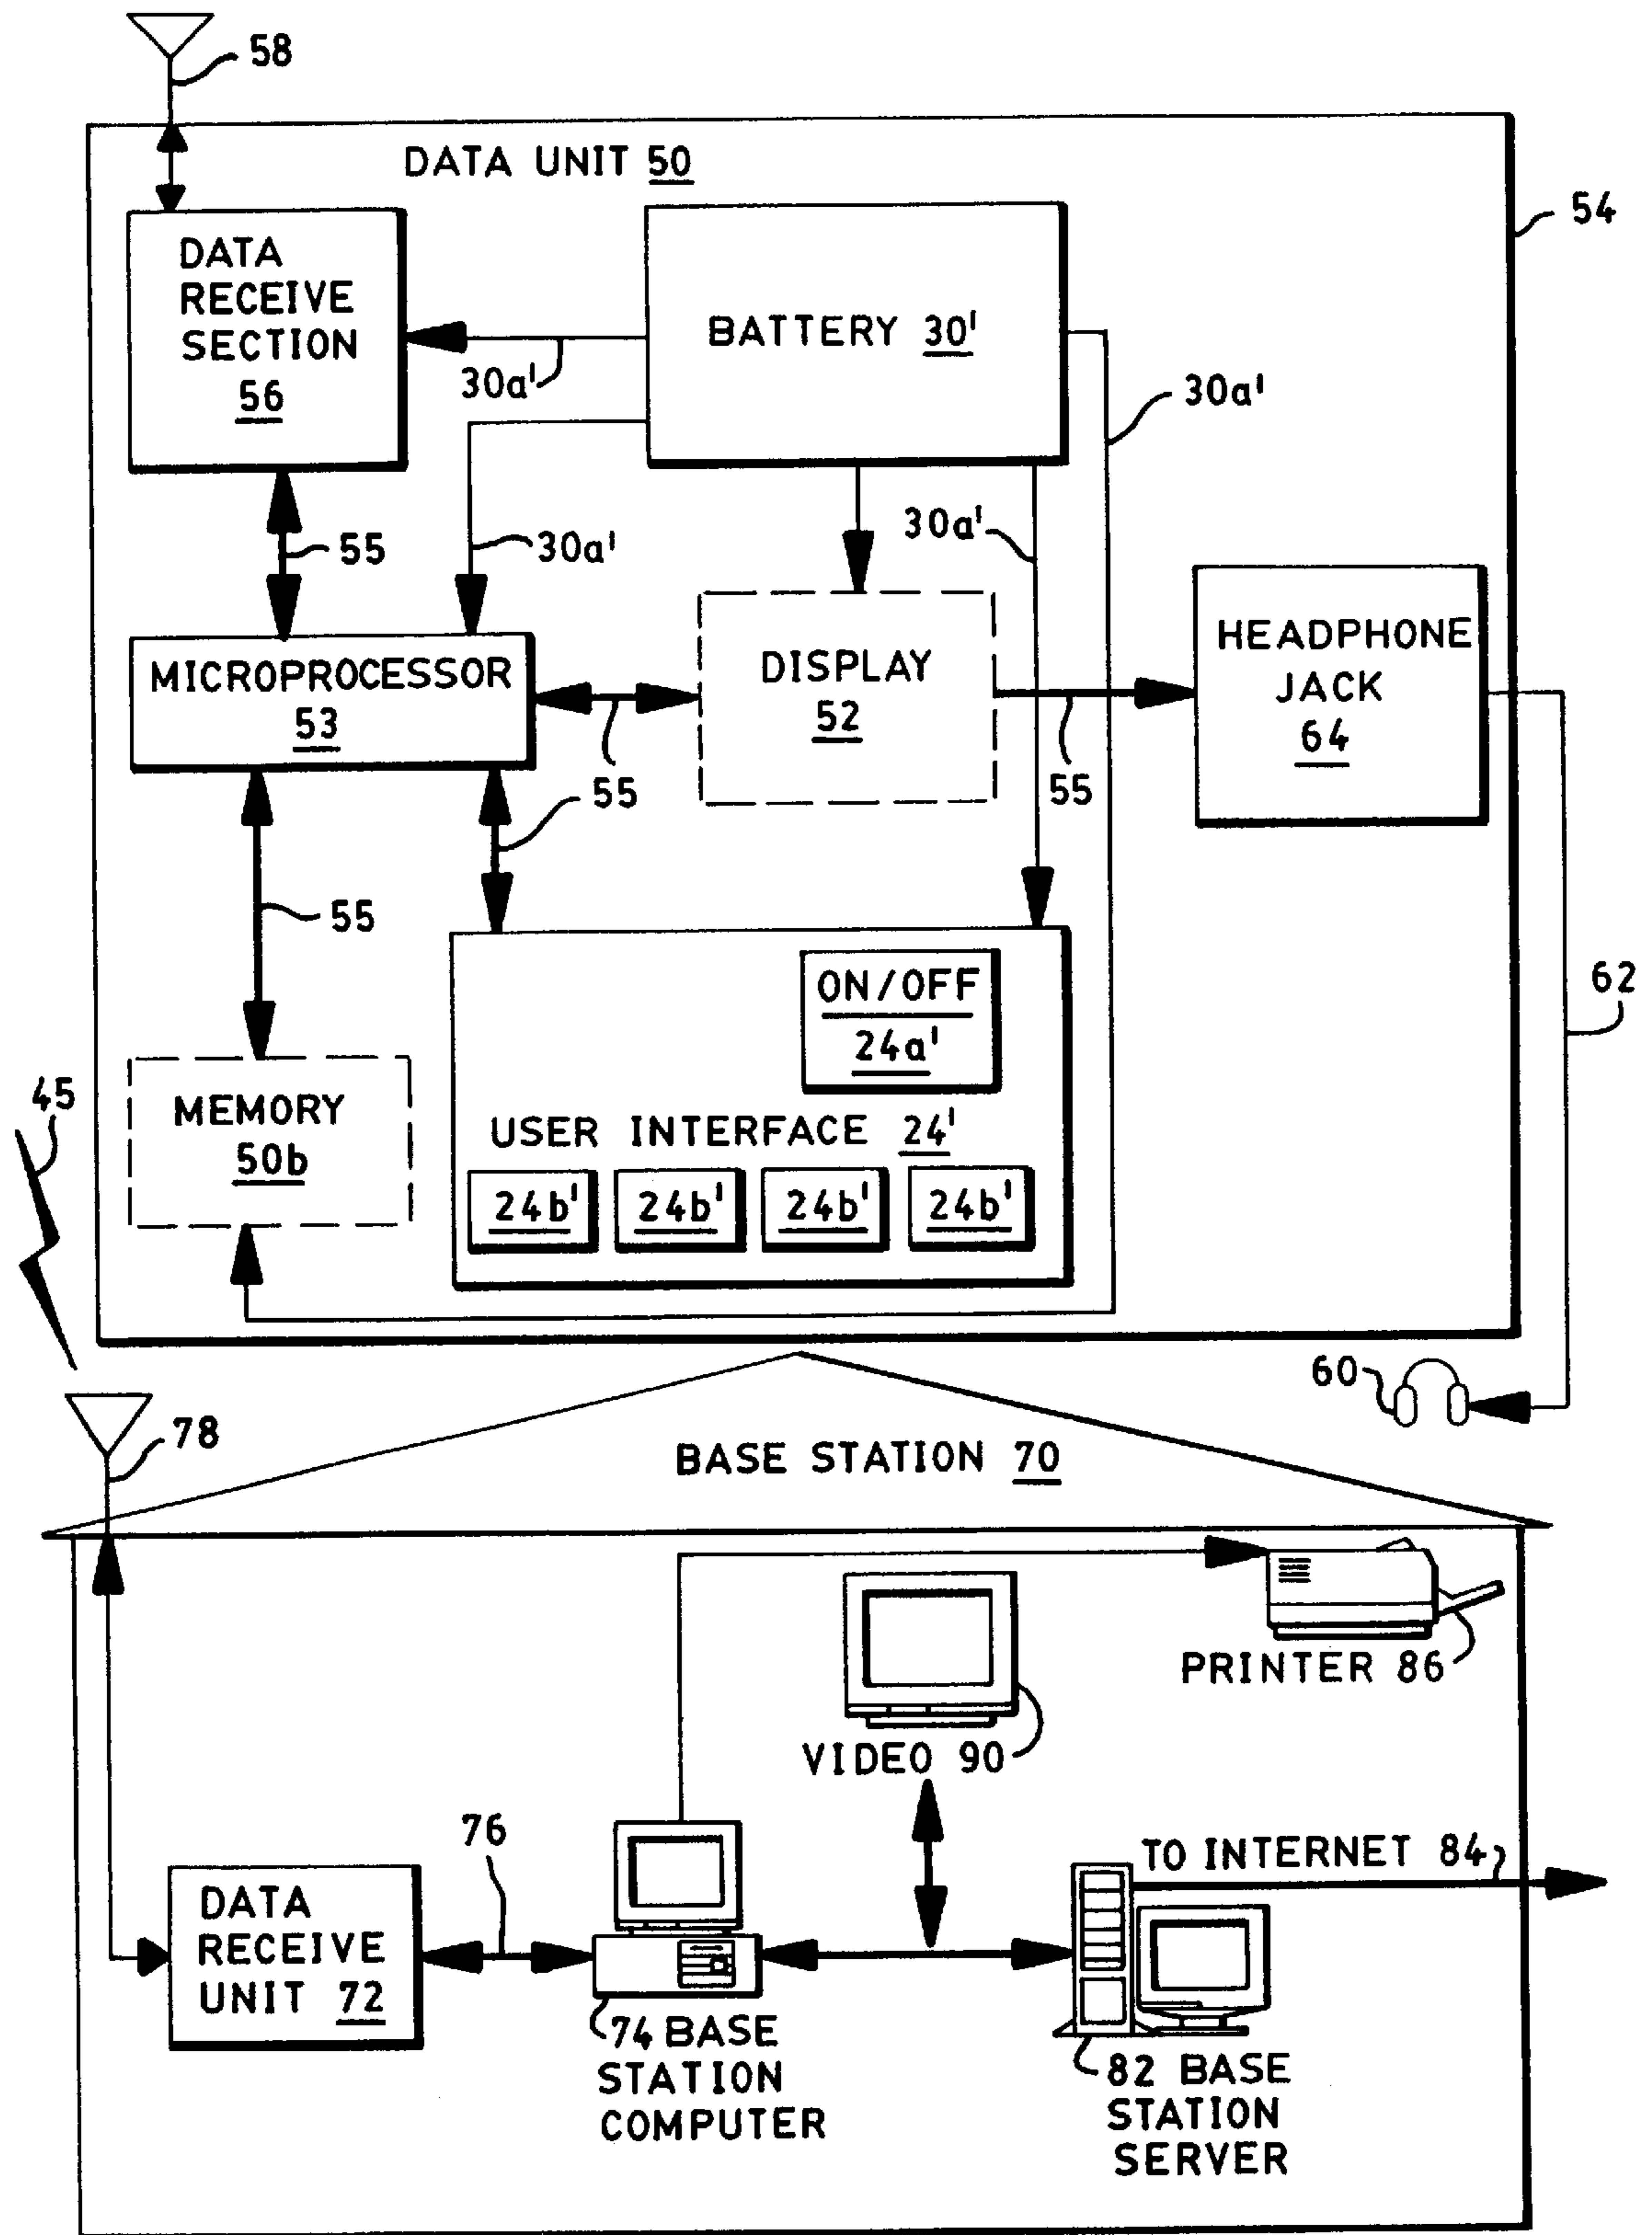 58
DATA UNIT 50
54
DATA
RECEIVE
SECTION
56
BATTERY 30'
30a'
30a'
30a'
30a'
55
MICROPROCESSOR
53
DISPLAY
52
HEADPHONE
JACK
64
55
55
55
55
ON/OFF
24a'
62
45
MEMORY
50b
USER INTERFACE 24'
24b' 24b' 24b' 24b'
60
78
BASE STATION 70
PRINTER 86
VIDEO 90
76
TO INTERNET 84
DATA
RECEIVE
UNIT 72
74 BASE
STATION
COMPUTER
82 BASE
STATION
SERVER